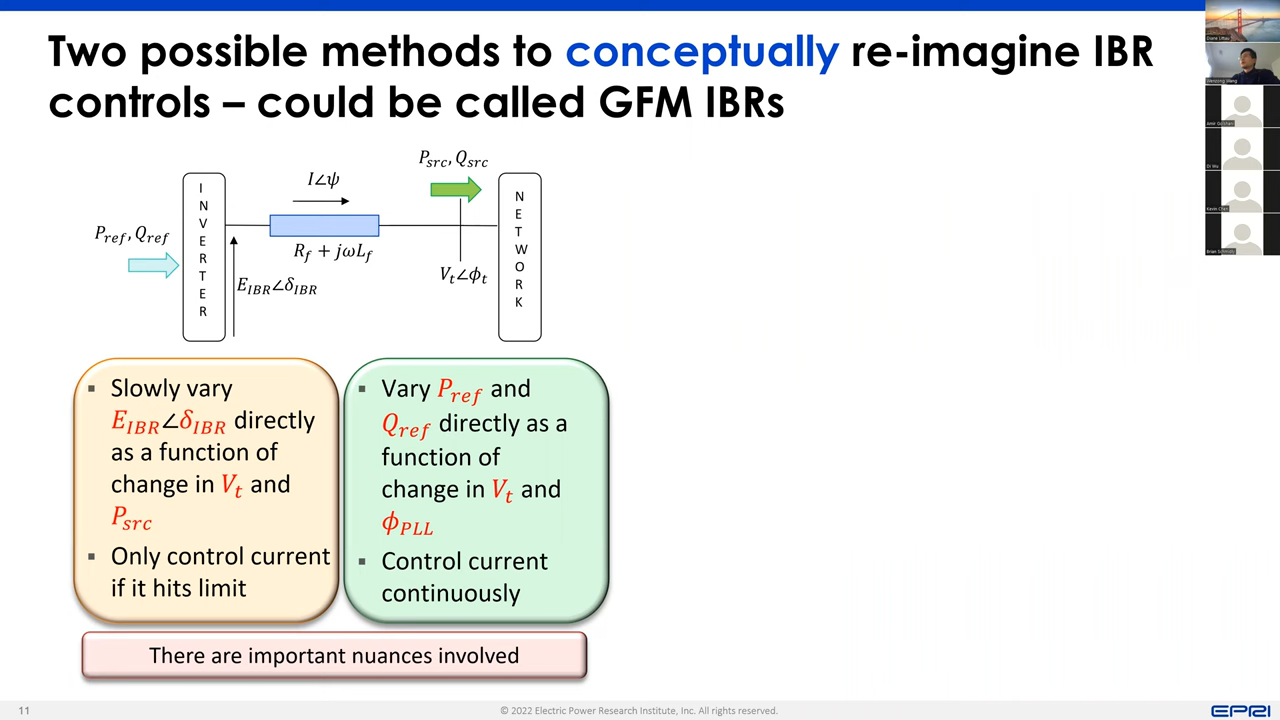 Two possible methods to conceptually re-imagine IBR
controls – could be called GFM IBRs
P_src, Q_src
I∠ψ
INVERTER
NETWORK
P_ref, Q_ref
R_f + jωL_f
E_IBR∠δ_IBR
V_t∠ϕ_t
▪ Slowly vary
E_IBR∠δ_IBR directly
as a function of
change in V_t and
P_src
▪ Only control current
if it hits limit
▪ Vary P_ref and
Q_ref directly as a
function of
change in V_t and
ϕ_PLL
▪ Control current
continuously
There are important nuances involved
11
© 2022 Electric Power Research Institute, Inc. All rights reserved.
EPRI
Di Wu